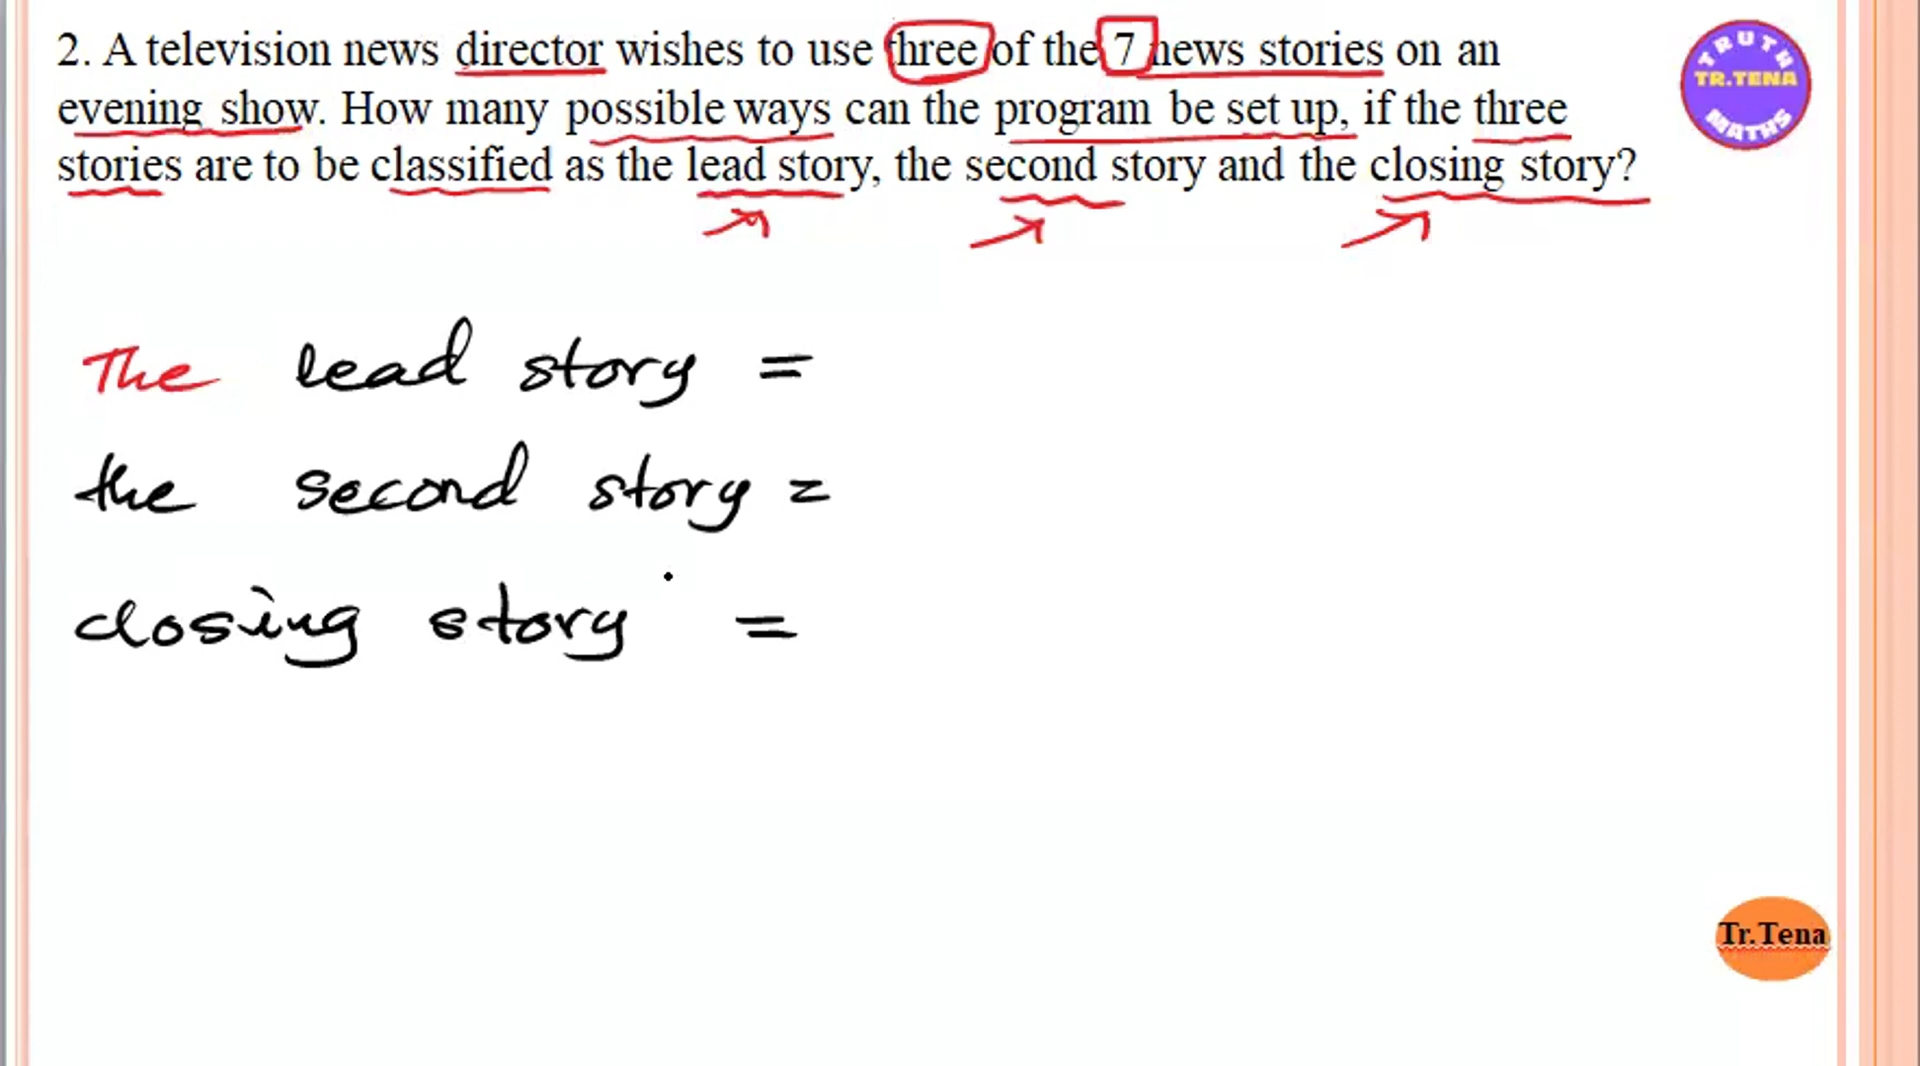 2. A television news director wishes to use three of the 7 news stories on an
evening show. How many possible ways can the program be set up, if the three
stories are to be classified as the lead story, the second story and the closing story?
TRUTH
TR.TENA
MATHS
The lead story =
the second story =
closing story =
Tr.Tena